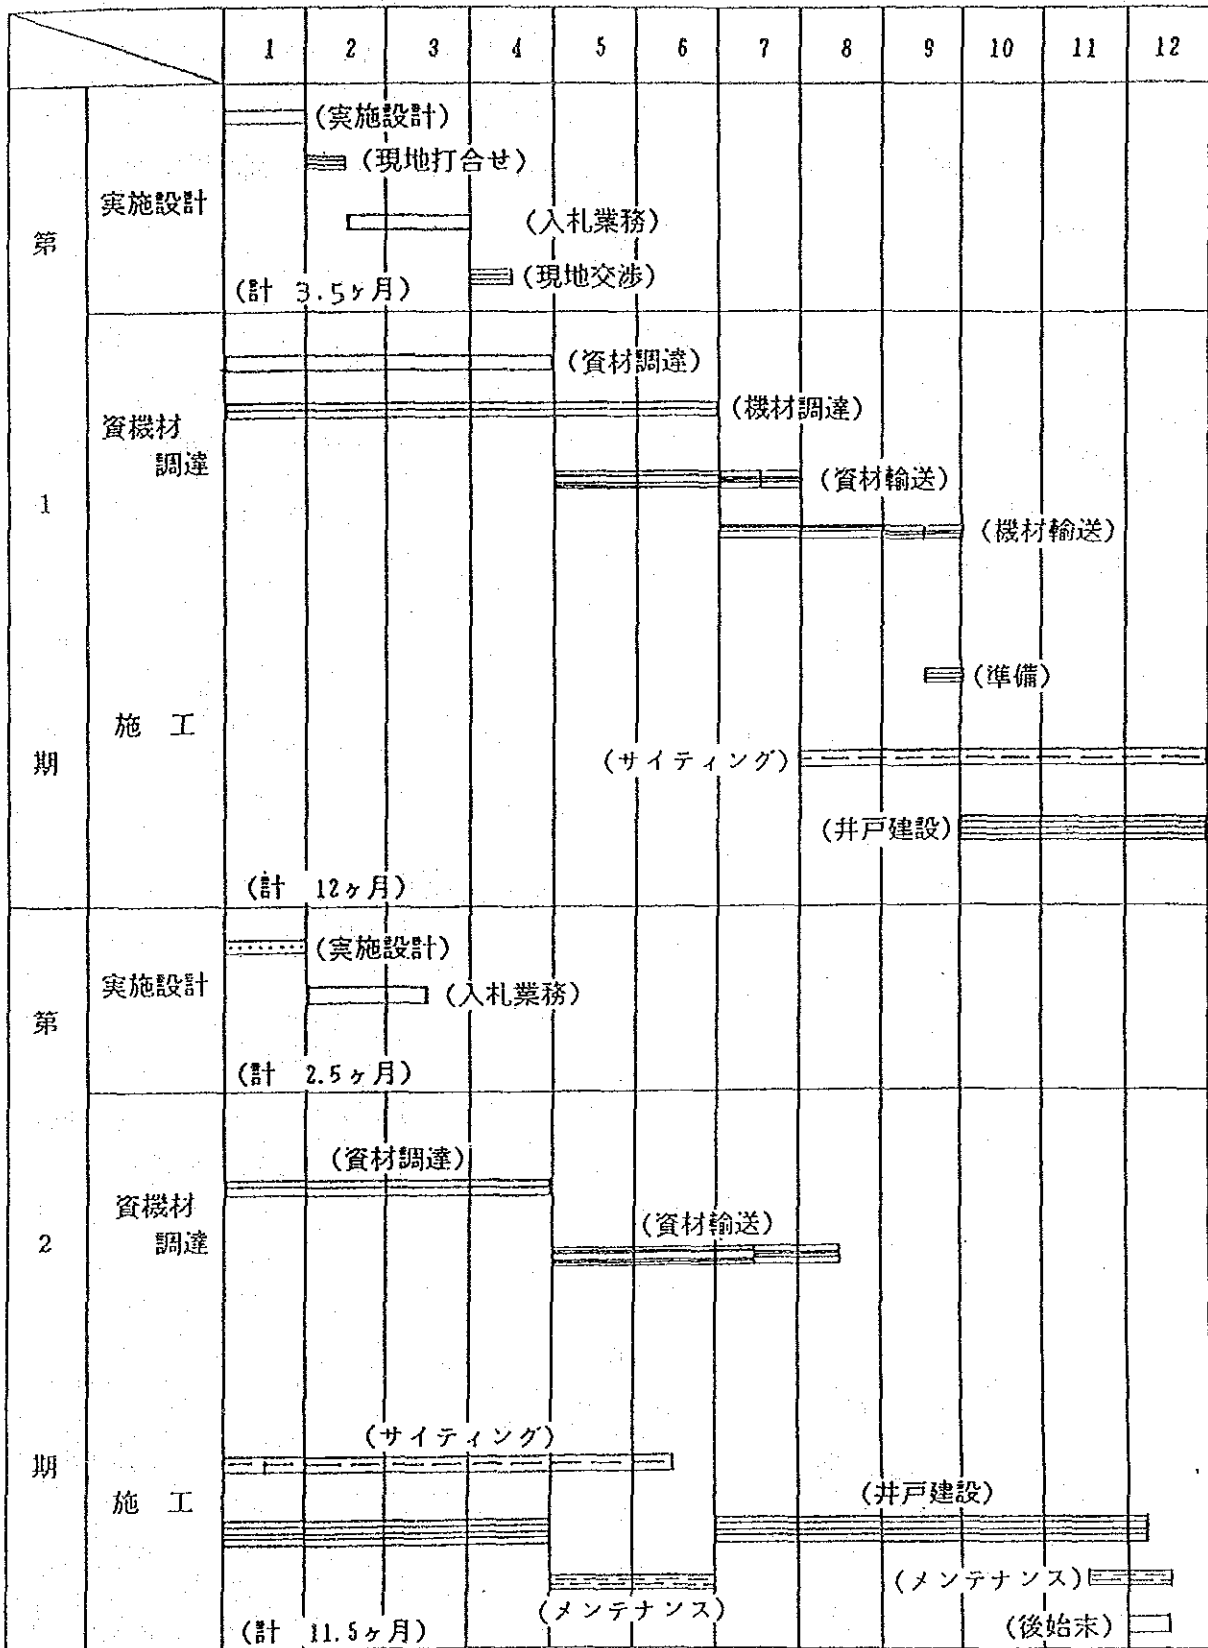 1 2 3 4 5 6 7 8 9 10 11 12
第1期
実施設計
(実施設計)
(現地打合せ)
(入札業務)
(現地交渉)
(計 3.5ヶ月)
資機材
調達
(資材調達)
(機材調達)
(資材輸送)
(機材輸送)
施 工
(準備)
(サイティング)
(井戸建設)
(計 12ヶ月)
第2期
実施設計
(実施設計)
(入札業務)
(計 2.5ヶ月)
資機材
調達
(資材調達)
(資材輸送)
施 工
(サイティング)
(井戸建設)
(メンテナンス)
(メンテナンス)
(後始末)
(計 11.5ヶ月)